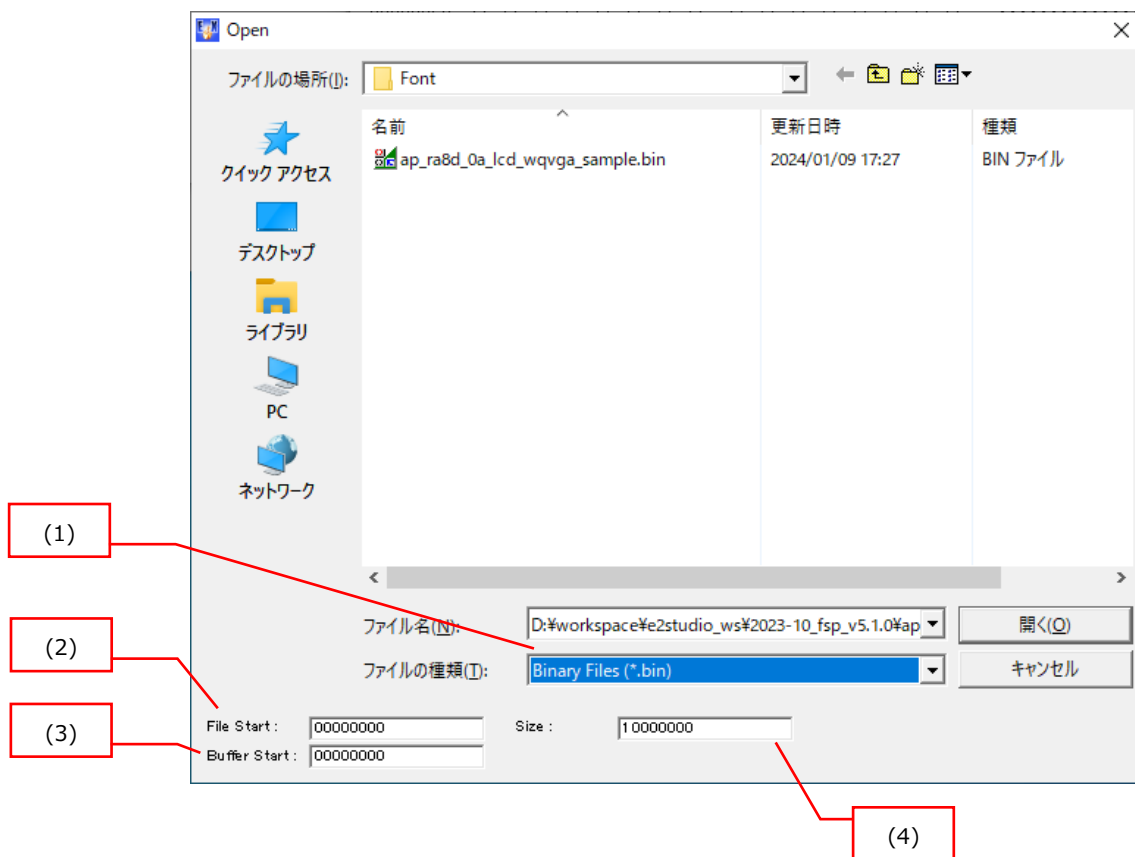 Open
ファイルの場所(I):
Font
名前
更新日時
種類
ap_ra8d_0a_lcd_wqvga_sample.bin
2024/01/09 17:27
BIN ファイル
クイック アクセス
デスクトップ
ライブラリ
PC
ネットワーク
(1)
ファイル名(N):
D:¥workspace¥e2studio_ws¥2023-10_fsp_v5.1.0¥ap
開く(O)
(2)
ファイルの種類(T):
Binary Files (*.bin)
キャンセル
File Start :
00000000
Size :
10000000
(3)
Buffer Start :
00000000
(4)